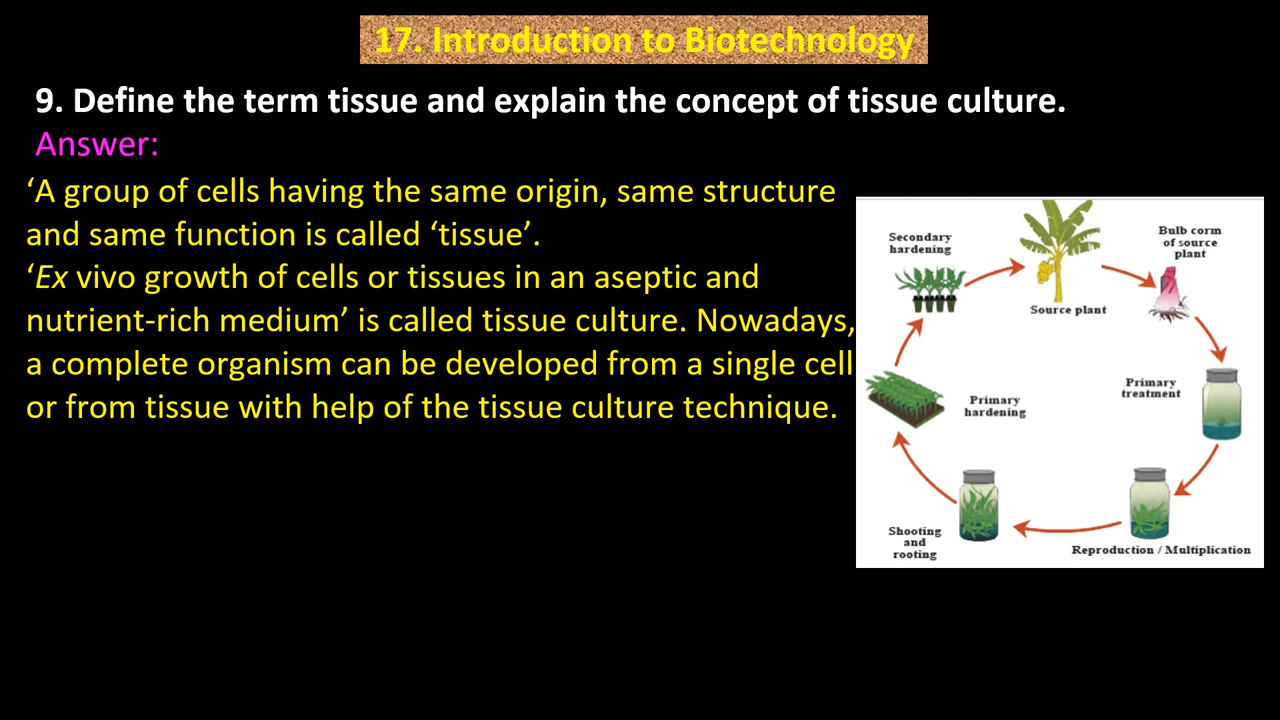 17. Introduction to Biotechnology
9. Define the term tissue and explain the concept of tissue culture.
Answer:
‘A group of cells having the same origin, same structure
and same function is called ‘tissue’.
‘Ex vivo growth of cells or tissues in an aseptic and
nutrient-rich medium’ is called tissue culture. Nowadays,
a complete organism can be developed from a single cell
or from tissue with help of the tissue culture technique.
Secondary
hardening
Source plant
Bulb corm
of source
plant
Primary
treatment
Reproduction / Multiplication
Shooting
and
rooting
Primary
hardening